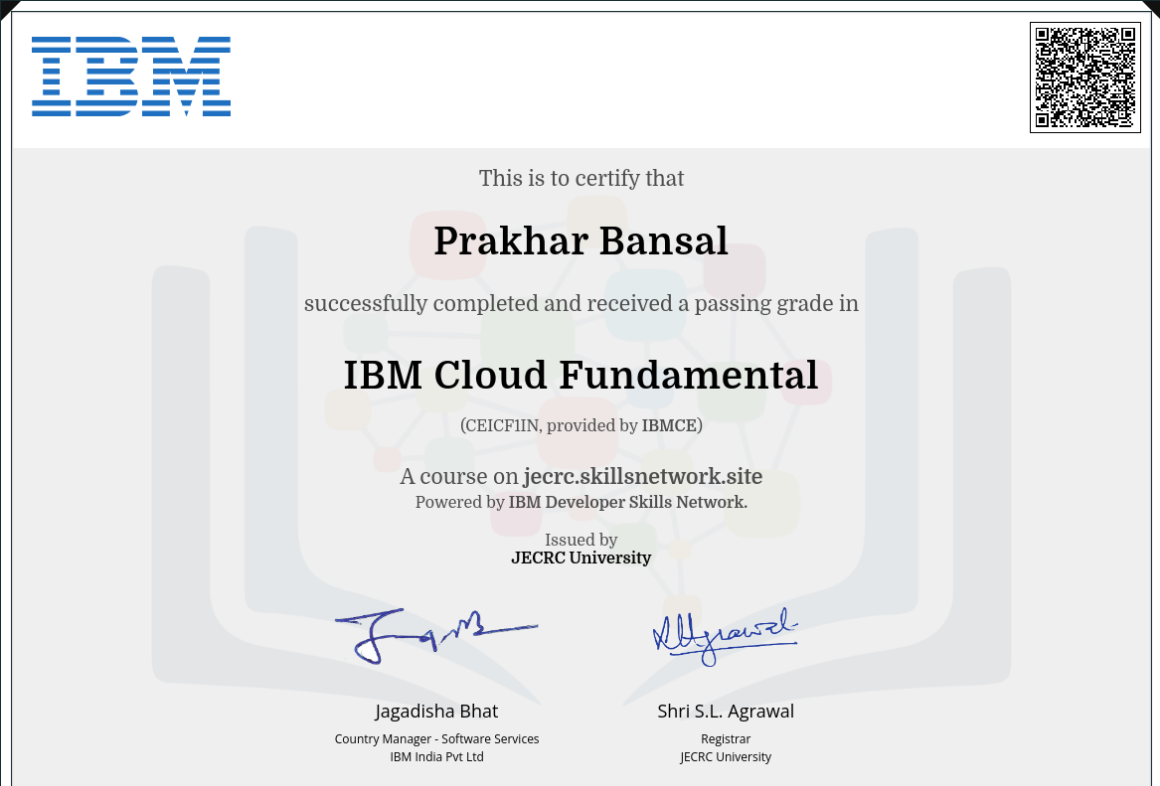 IBM
This is to certify that
Prakhar Bansal
successfully completed and received a passing grade in
IBM Cloud Fundamental
(CEICF1IN, provided by IBMCE)
A course on jecrc.skillsnetwork.site
Powered by IBM Developer Skills Network.
Issued by
JECRC University
Jagadisha Bhat
Country Manager - Software Services
IBM India Pvt Ltd
Shri S.L. Agrawal
Registrar
JECRC University